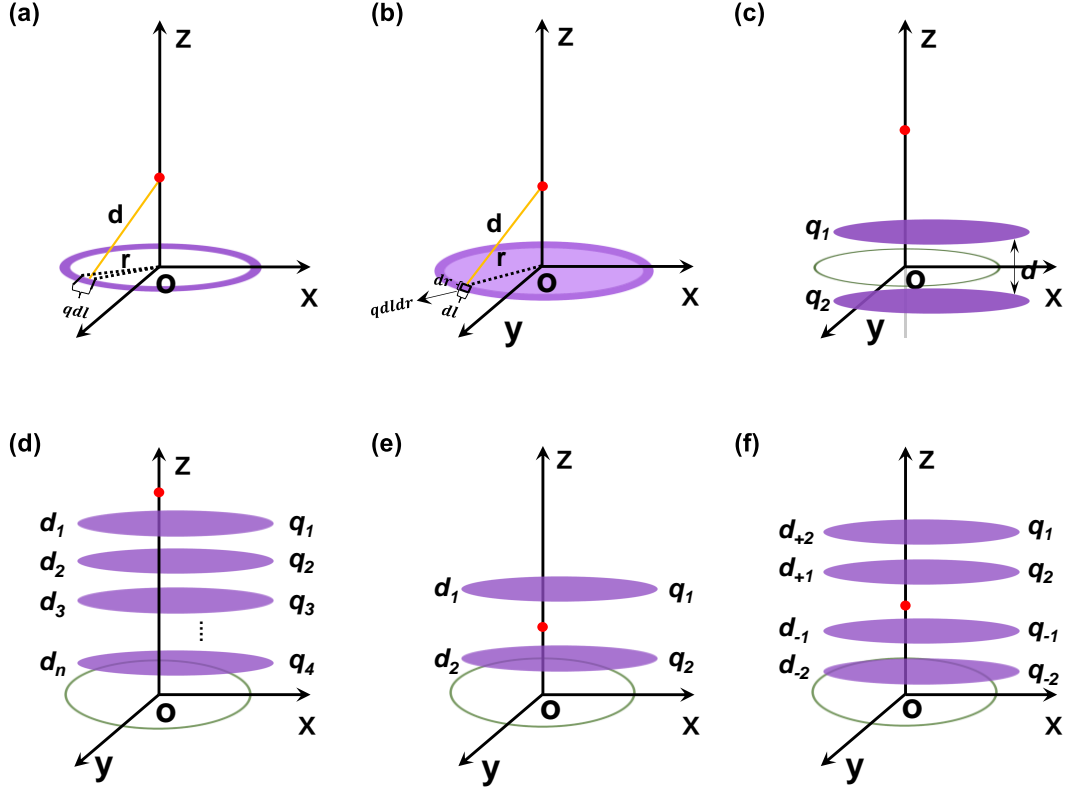 (a)
z
d
r
o
x
qdl
(b)
z
d
r
dr
o
x
qdldr
dl
y
(c)
z
q1
d
o
x
q2
y
(d)
z
d1 q1
d2 q2
d3 q3
dn q4
o
x
y
(e)
z
d1 q1
d2 q2
o
x
y
(f)
z
d+2 q1
d+1 q2
d-1 q-1
d-2 q-2
o
x
y